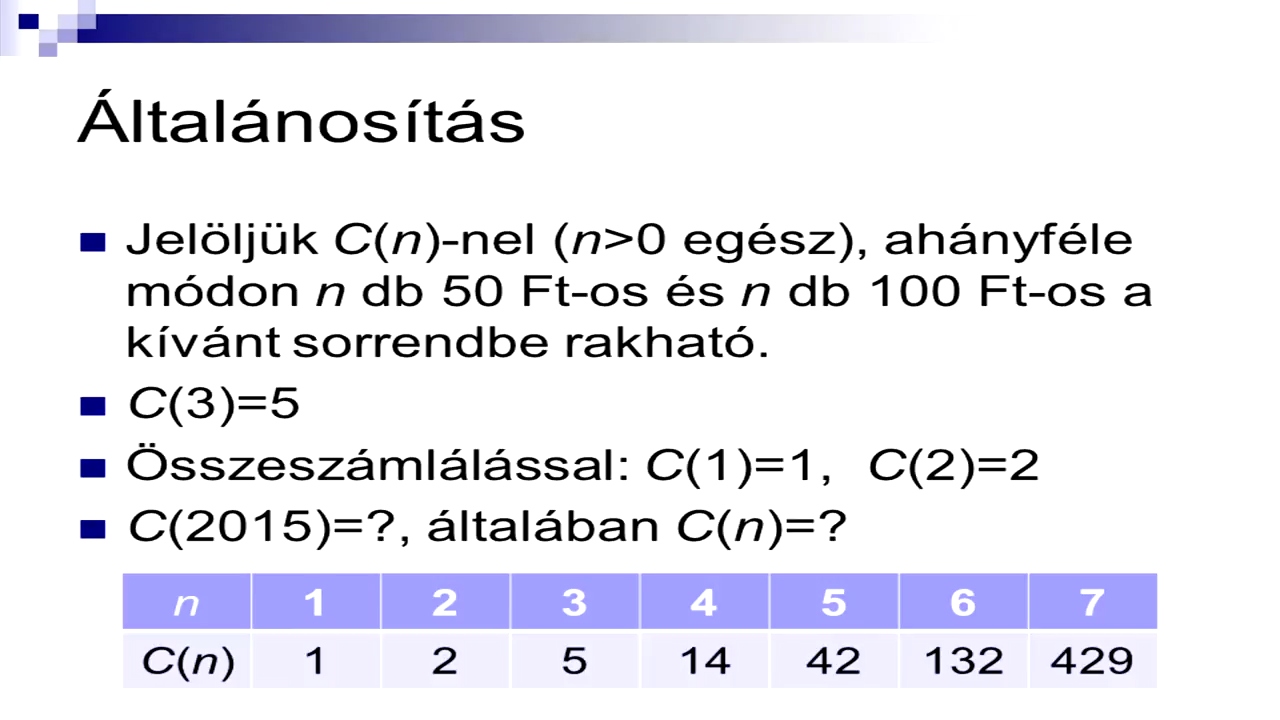 Általánosítás
Jelöljük C(n)-nel (n>0 egész), ahányféle
módon n db 50 Ft-os és n db 100 Ft-os a
kívánt sorrendbe rakható.
C(3)=5
Összeszámlálással: C(1)=1, C(2)=2
C(2015)=?, általában C(n)=?
n 1 2 3 4 5 6 7
C(n) 1 2 5 14 42 132 429